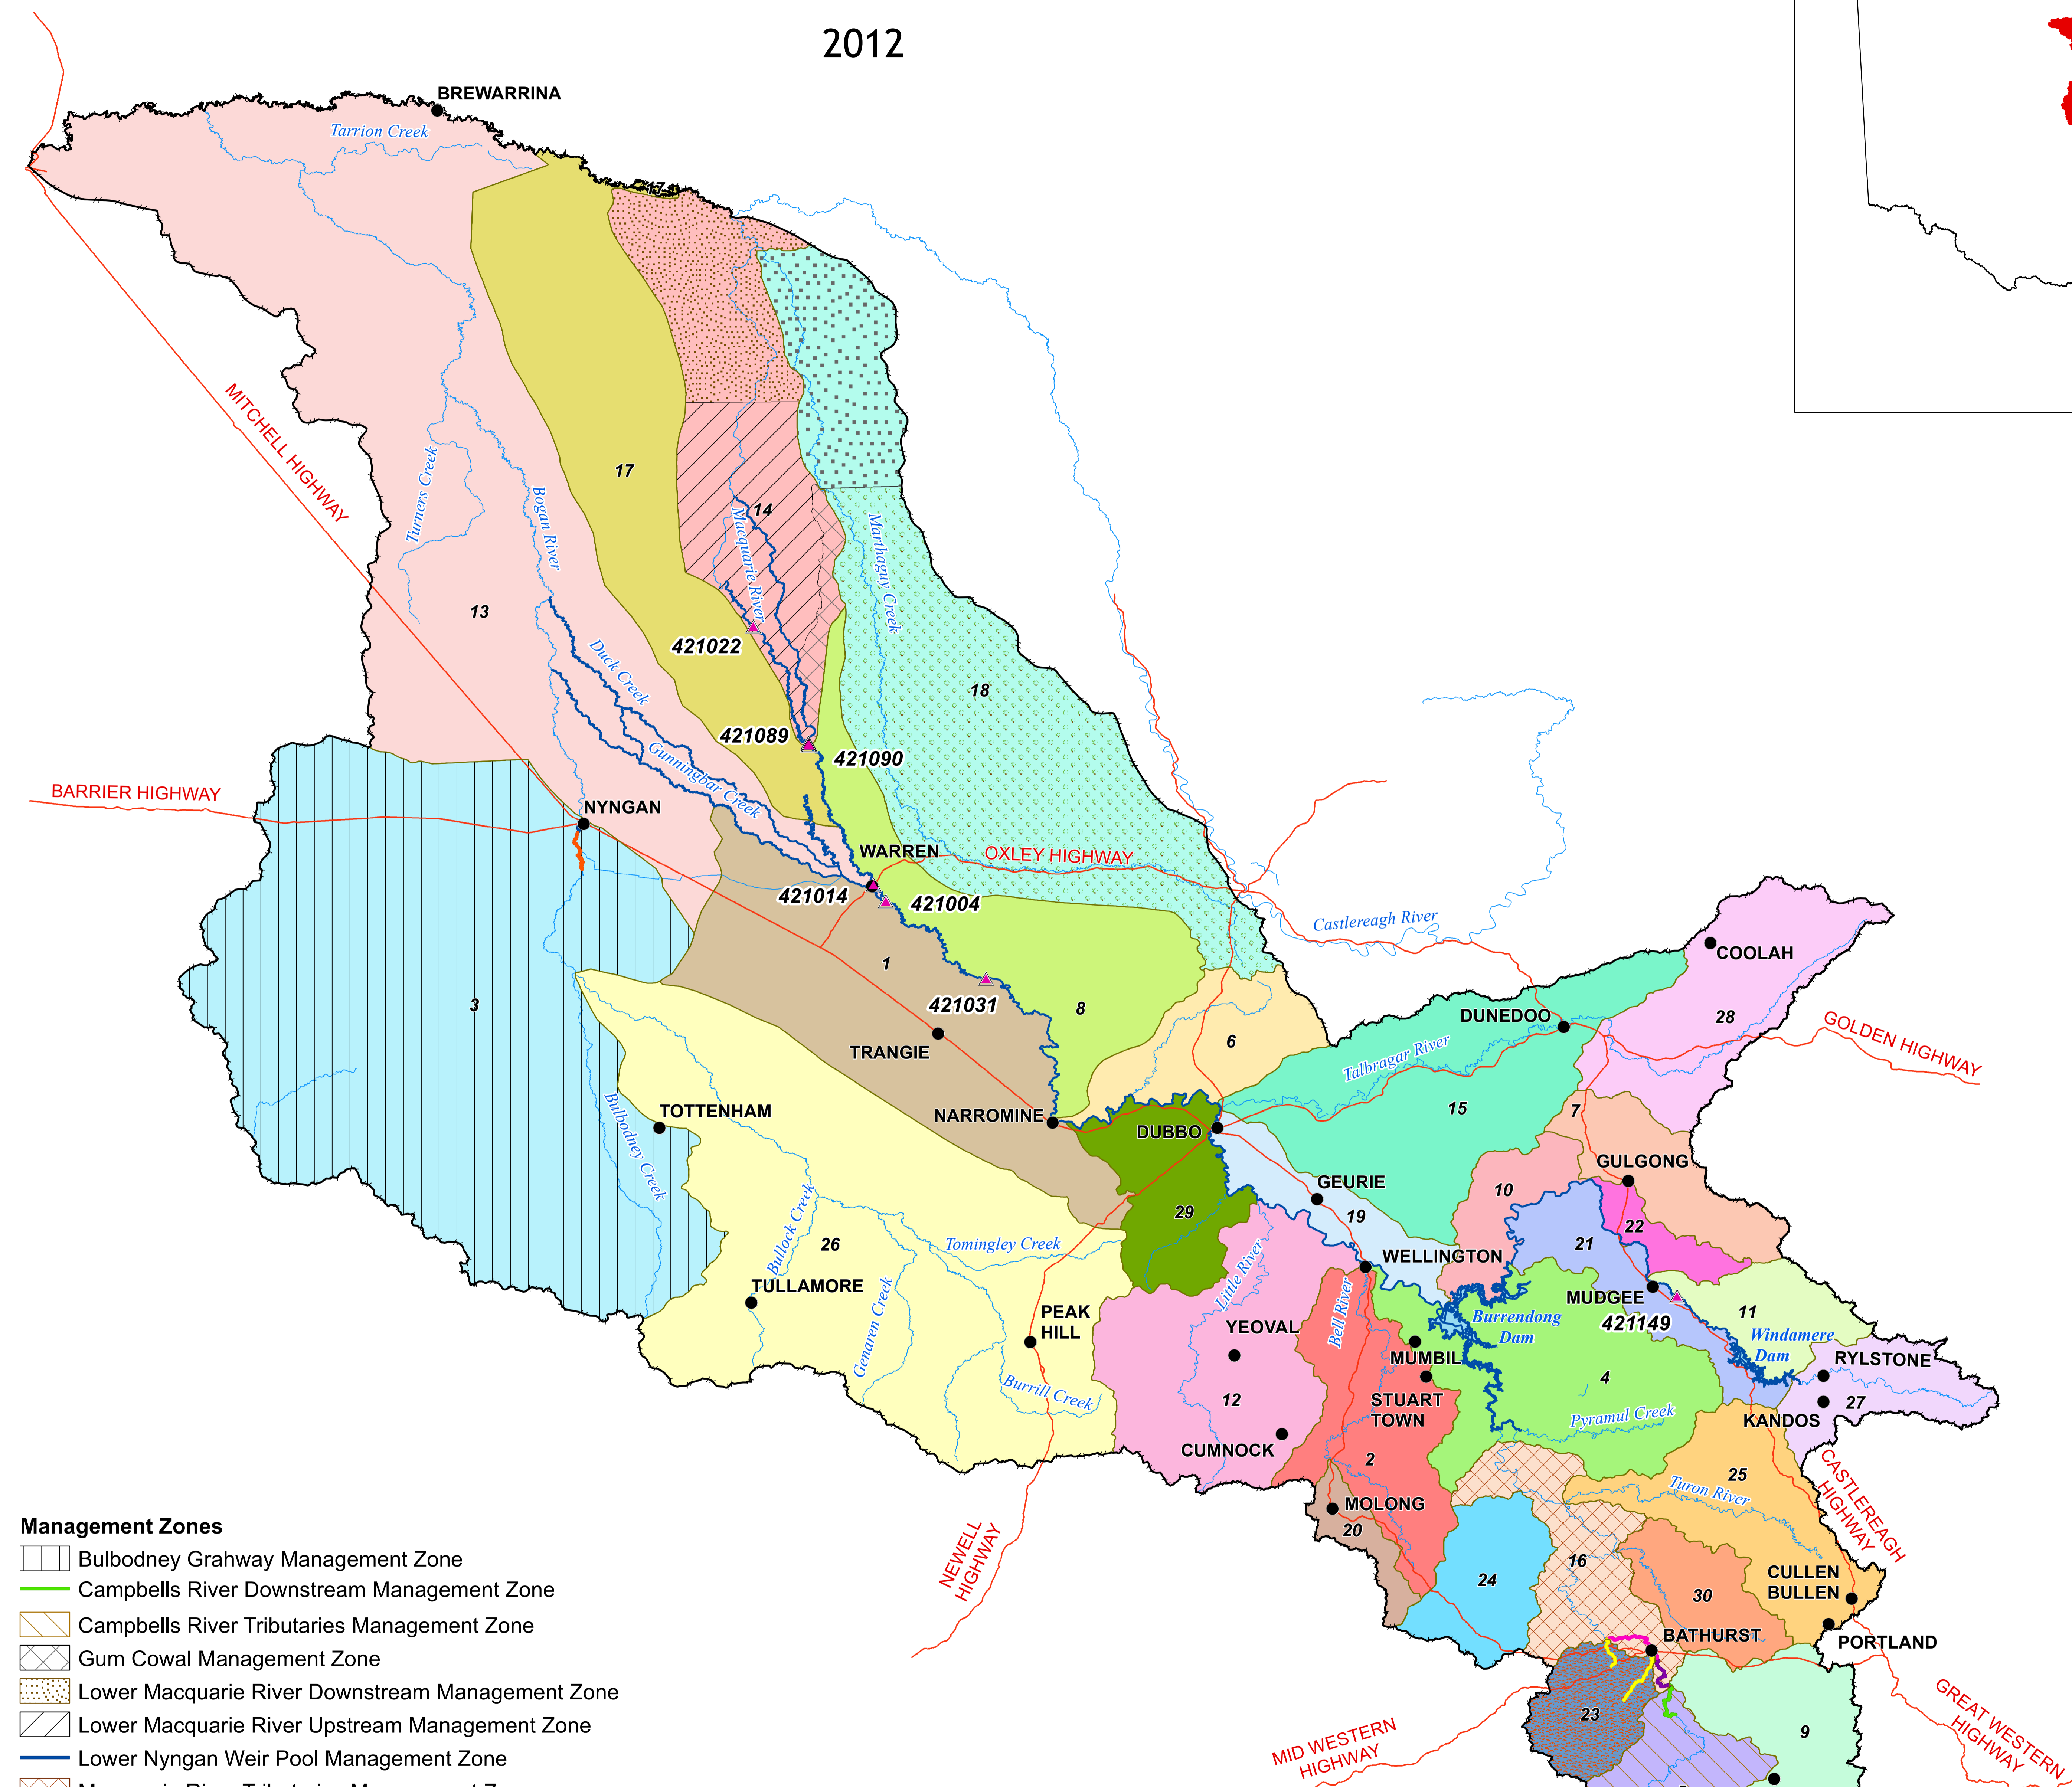 2012
BREWARRINA
Tarrion Creek
17
MITCHELL HIGHWAY
Turners Creek
Bogan River
17
14
Macquarie River
Marthaguy Creek
13
421022
Duck Creek
18
421089
421090
Gunningbar Creek
BARRIER HIGHWAY
NYNGAN
WARREN
OXLEY HIGHWAY
421014
421004
Castlereagh River
COOLAH
1
421031
3
8
28
DUNEDOO
GOLDEN HIGHWAY
6
TRANGIE
Talbragar River
TOTTENHAM
NARROMINE
DUBBO
15
7
Bulbodney Creek
GULGONG
GEURIE
10
29
19
22
26
Bullock Creek
Tomingley Creek
21
WELLINGTON
Little River
TULLAMORE
Genaren Creek
PEAK
HILL
Bell River
MUDGEE
421149
11
Burrendong
Dam
Windamere
Dam
YEOVAL
MUMBIL
RYLSTONE
4
27
12
STUART
TOWN
Burrill Creek
Pyramul Creek
KANDOS
CUMNOCK
2
CASTLEREAGH
HIGHWAY
25
Turon River
MOLONG
20
NEWELL
HIGHWAY
16
24
30
CULLEN
BULLEN
BATHURST
PORTLAND
23
9
MID WESTERN
HIGHWAY
GREAT WESTERN
HIGHWAY
Management Zones
Bulbodney Grahway Management Zone
Campbells River Downstream Management Zone
Campbells River Tributaries Management Zone
Gum Cowal Management Zone
Lower Macquarie River Downstream Management Zone
Lower Macquarie River Upstream Management Zone
Lower Nyngan Weir Pool Management Zone